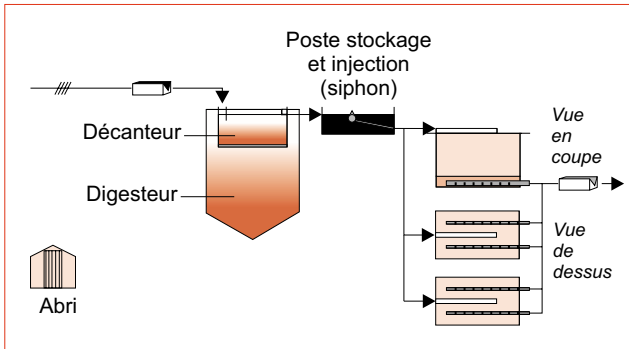 Poste stockage
et injection
(siphon)
Décanteur
Digesteur
Vue
en
coupe
Vue
de
dessus
Abri